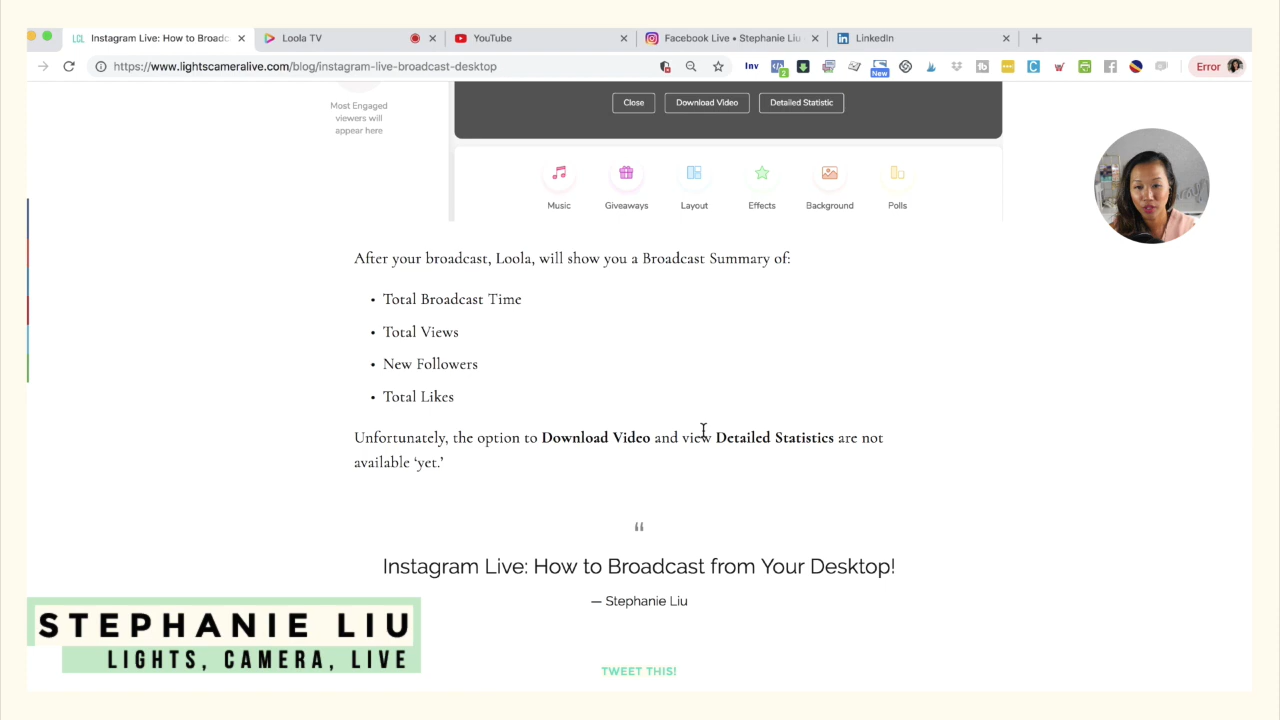 Instagram Live: How to Broadc
Loola TV
YouTube
Facebook Live • Stephanie Liu
LinkedIn
https://www.lightscameralive.com/blog/instagram-live-broadcast-desktop
Inv
2
New
Error
Most Engaged
viewers will
appear here
Close
Download Video
Detailed Statistic
Music
Giveaways
Layout
Effects
Background
Polls
After your broadcast, Loola, will show you a Broadcast Summary of:
• Total Broadcast Time
• Total Views
• New Followers
• Total Likes
Unfortunately, the option to Download Video and view Detailed Statistics are not
available ‘yet.’
“
Instagram Live: How to Broadcast from Your Desktop!
— Stephanie Liu
TWEET THIS!
STEPHANIE LIU
LIGHTS, CAMERA, LIVE